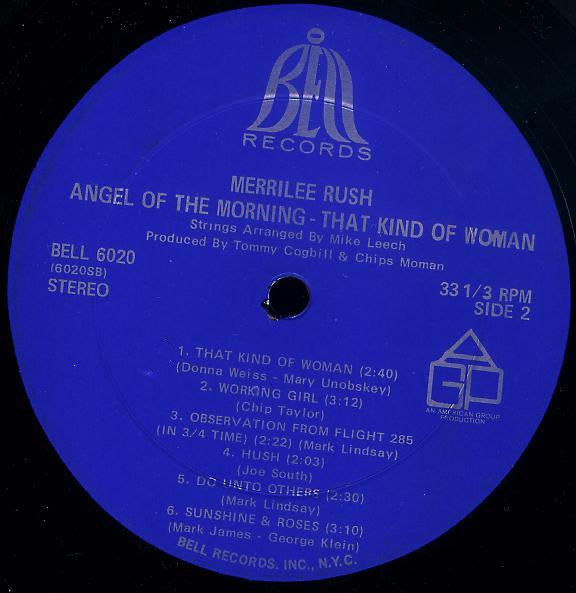 BELL
RECORDS
MERRILEE RUSH
ANGEL OF THE MORNING - THAT KIND OF WOMAN
Strings Arranged By Mike Leech
Produced By Tommy Cogbill & Chips Moman
BELL 6020
(6020SB)
STEREO
33 1/3 RPM
SIDE 2
1. THAT KIND OF WOMAN (2:40)
(Donna Weiss - Mary Unobskey)
2. WORKING GIRL (3:12)
(Chip Taylor)
3. OBSERVATION FROM FLIGHT 285
(IN 3/4 TIME) (2:22) (Mark Lindsay)
4. HUSH (2:03)
(Joe South)
5. DO UNTO OTHERS (2:30)
(Mark Lindsay)
6. SUNSHINE & ROSES (3:10)
(Mark James - George Klein)
AGP
AN AMERICAN GROUP
PRODUCTION
BELL RECORDS. INC., N.Y.C.